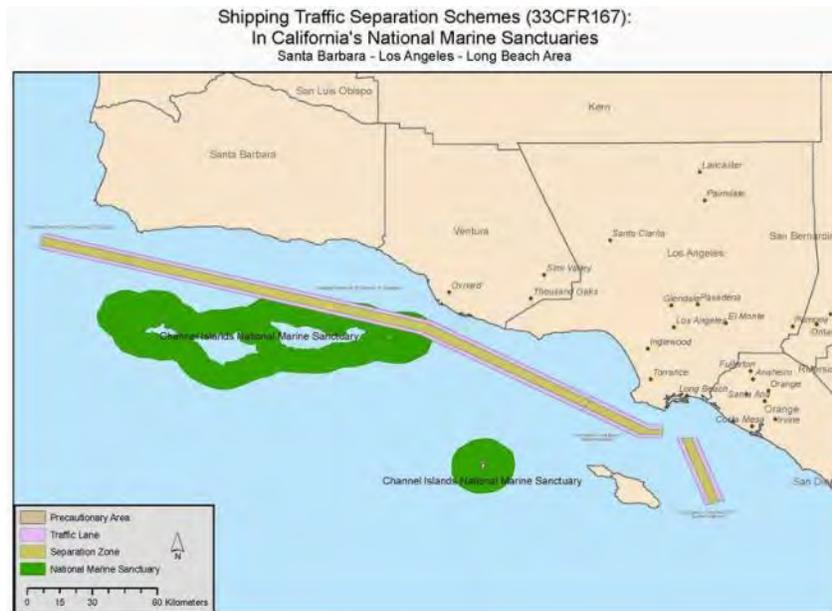 Shipping Traffic Separation Schemes (33CFR167):
In California's National Marine Sanctuaries
Santa Barbara - Los Angeles - Long Beach Area
San Luis Obispo
Kern
Santa Barbara
Lancaster
Palmdale
Ventura
Santa Clarita
San Bernardino
Los Angeles
Simi Valley
Oxnard
Thousand Oaks
Glendale
Pasadena
Los Angeles
El Monte
Pomona
Channel Islands National Marine Sanctuary
Inglewood
Fullerton
Torrance
Anaheim
Long Beach
Orange
Santa Ana
Orange
Costa Mesa
Irvine
Channel Islands National Marine Sanctuary
Precautionary Area
Traffic Lane
Separation Zone
National Marine Sanctuary
N
0 15 30 60 Kilometers